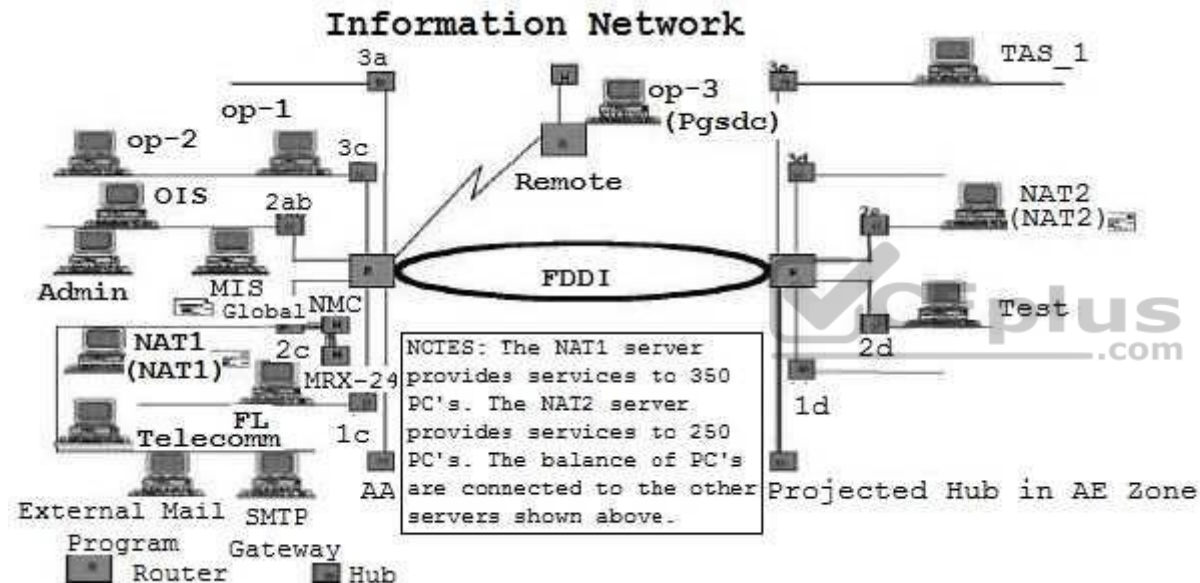 Information Network
3a
3e
TAS_1
op-1
op-3
(Pgsdc)
op-2
3c
3d
Remote
OIS
2ab
NAT2
(NAT2)
FDDI
Admin
MIS
Global
NMC
Test
NAT1
(NAT1)
2c
2d
MRX-24
FL
Telecomm
1c
1d
NOTES: The NAT1 server
provides services to 350
PC's. The NAT2 server
provides services to 250
PC's. The balance of PC's
are connected to the other
servers shown above.
AA
Projected Hub in AE Zone
External Mail
Program
SMTP
Gateway
Router
Hub
plus
.com